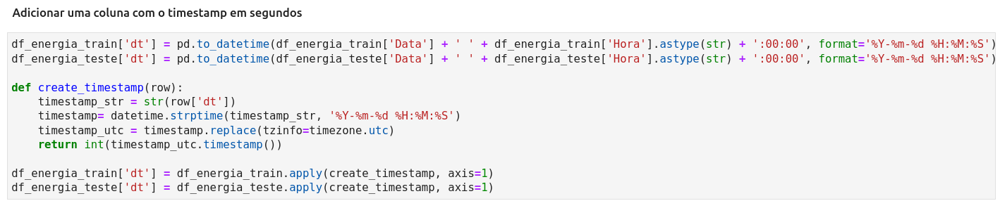 Adicionar uma coluna com o timestamp em segundos
df_energia_train['dt'] = pd.to_datetime(df_energia_train['Data'] + ' ' + df_energia_train['Hora'].astype(str) + ':00:00', format='%Y-%m-%d %H:%M:%S')
df_energia_teste['dt'] = pd.to_datetime(df_energia_teste['Data'] + ' ' + df_energia_teste['Hora'].astype(str) + ':00:00', format='%Y-%m-%d %H:%M:%S')
def create_timestamp(row):
    timestamp_str = str(row['dt'])
    timestamp= datetime.strptime(timestamp_str, '%Y-%m-%d %H:%M:%S')
    timestamp_utc = timestamp.replace(tzinfo=timezone.utc)
    return int(timestamp_utc.timestamp())
df_energia_train['dt'] = df_energia_train.apply(create_timestamp, axis=1)
df_energia_teste['dt'] = df_energia_teste.apply(create_timestamp, axis=1)